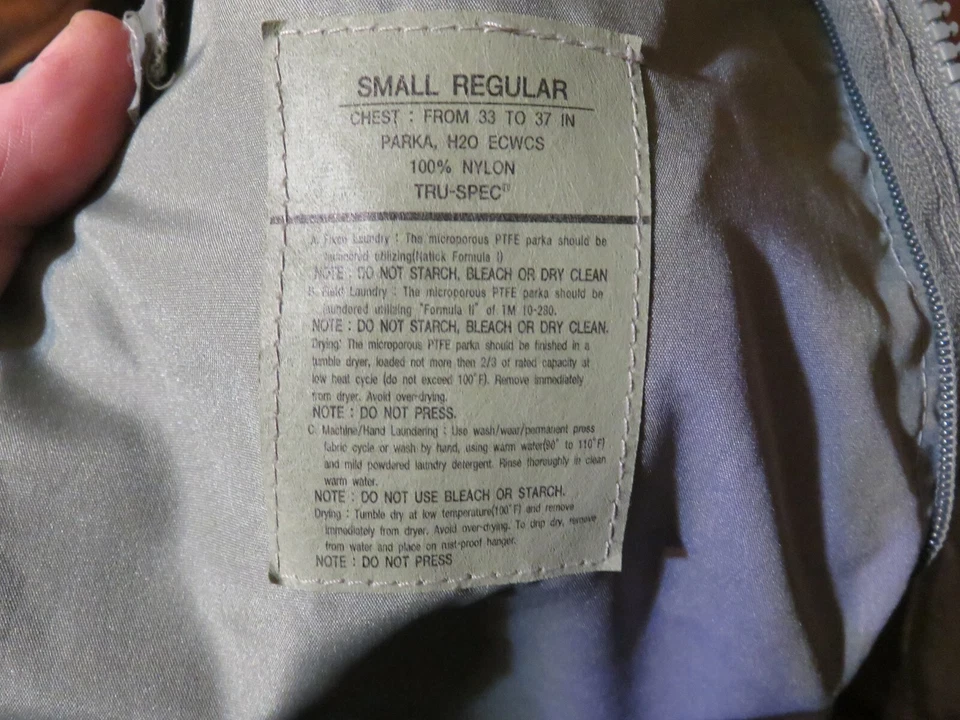 SMALL REGULAR
CHEST : FROM 33 TO 37 IN
PARKA, H2O ECWCS
100% NYLON
TRU-SPEC™
A. Fixed Laundry : The microporous PTFE parka should be
laundered utilizing(Natick Formula I)
NOTE : DO NOT STARCH, BLEACH OR DRY CLEAN
B. Field Laundry : The microporous PTFE parka should be
laundered utilizing "Formula II" of TM 10-230.
NOTE : DO NOT STARCH, BLEACH OR DRY CLEAN.
Drying: The microporous PTFE parka should be finished in a
tumble dryer, loaded not more then 2/3 of rated capacity at
low heat cycle (do not exceed 100°F). Remove immediately
from dryer. Avoid over-drying.
NOTE : DO NOT PRESS.
C. Machine/Hand Laundering : Use wash/wear/permanent press
fabric cycle or wash by hand, using warm water(90° to 110°F)
and mild powdered laundry detergent. Rinse thoroughly in clean
warm water.
NOTE : DO NOT USE BLEACH OR STARCH.
Drying : Tumble dry at low temperature(100°F) and remove
immediately from dryer. Avoid over-drying. To drip dry, remove
from water and place on rust-proof hanger.
NOTE : DO NOT PRESS